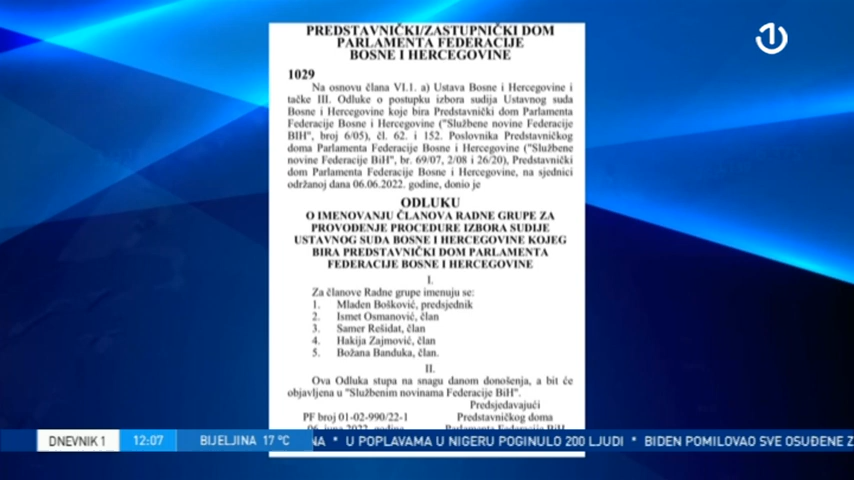 PREDSTAVNIČKI/ZASTUPNIČKI DOM
PARLAMENTA FEDERACIJE
BOSNE I HERCEGOVINE
1029
Na osnovu člana VI.1. a) Ustava Bosne i Hercegovine i
tačke III. Odluke o postupku izbora sudija Ustavnog suda
Bosne i Hercegovine koje bira Predstavnički dom Parlamenta
Federacije Bosne i Hercegovine ("Službene novine Federacije
BIH", broj 6/05), čl. 62. i 152. Poslovnika Predstavničkog
doma Parlamenta Federacije Bosne i Hercegovine ("Službene
novine Federacije BiH", br. 69/07, 2/08 i 26/20), Predstavnički
dom Parlamenta Federacije Bosne i Hercegovine, na sjednici
održanoj dana 06.06.2022. godine, donio je
ODLUKU
O IMENOVANJU ČLANOVA RADNE GRUPE ZA
PROVOĐENJE PROCEDURE IZBORA SUDIJE
USTAVNOG SUDA BOSNE I HERCEGOVINE KOJEG
BIRA PREDSTAVNIČKI DOM PARLAMENTA
FEDERACIJE BOSNE I HERCEGOVINE
I.
Za članove Radne grupe imenuju se:
1. Mladen Bošković, predsjednik
2. Ismet Osmanović, član
3. Samer Rešidat, član
4. Hakija Zajmović, član
5. Božana Banduka, član.
II.
Ova Odluka stupa na snagu danom donošenja, a bit će
objavljena u "Službenim novinama Federacije BiH".
Predsjedavajući
PF broj 01-02-990/22-1 Predstavničkog doma
06. juna 2022. godine Parlamenta Federacije BiH
DNEVNIK 1 12:07 BIJELJINA 17 °C NA * U POPLAVAMA U NIGERU POGINULO 200 LJUDI * BIDEN POMILOVAO SVE OSUĐENE Z